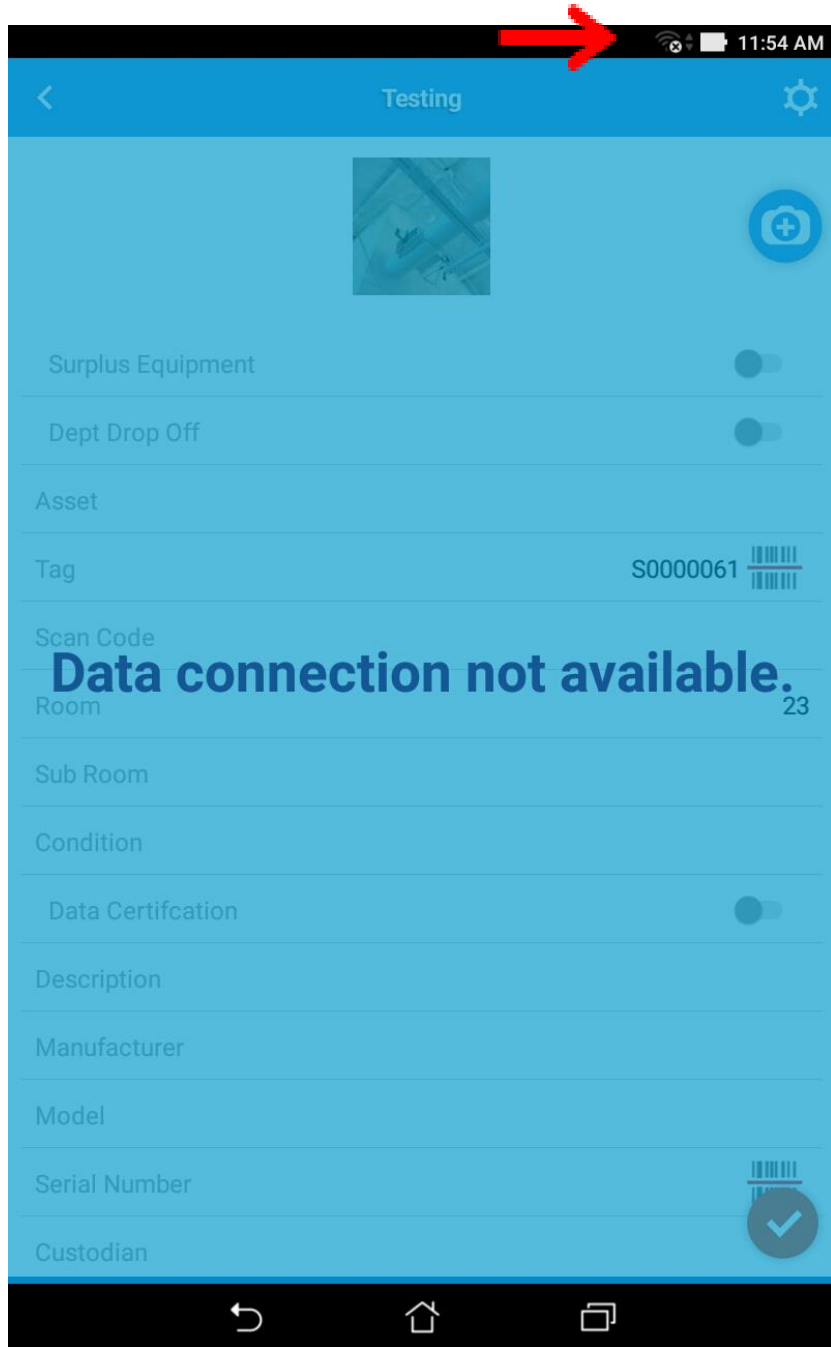 11:54 AM
Testing
Surplus Equipment
Dept Drop Off
Asset
Tag S0000061
Scan Code
Data connection not available.
Room 23
Sub Room
Condition
Data Certifcation
Description
Manufacturer
Model
Serial Number
Custodian